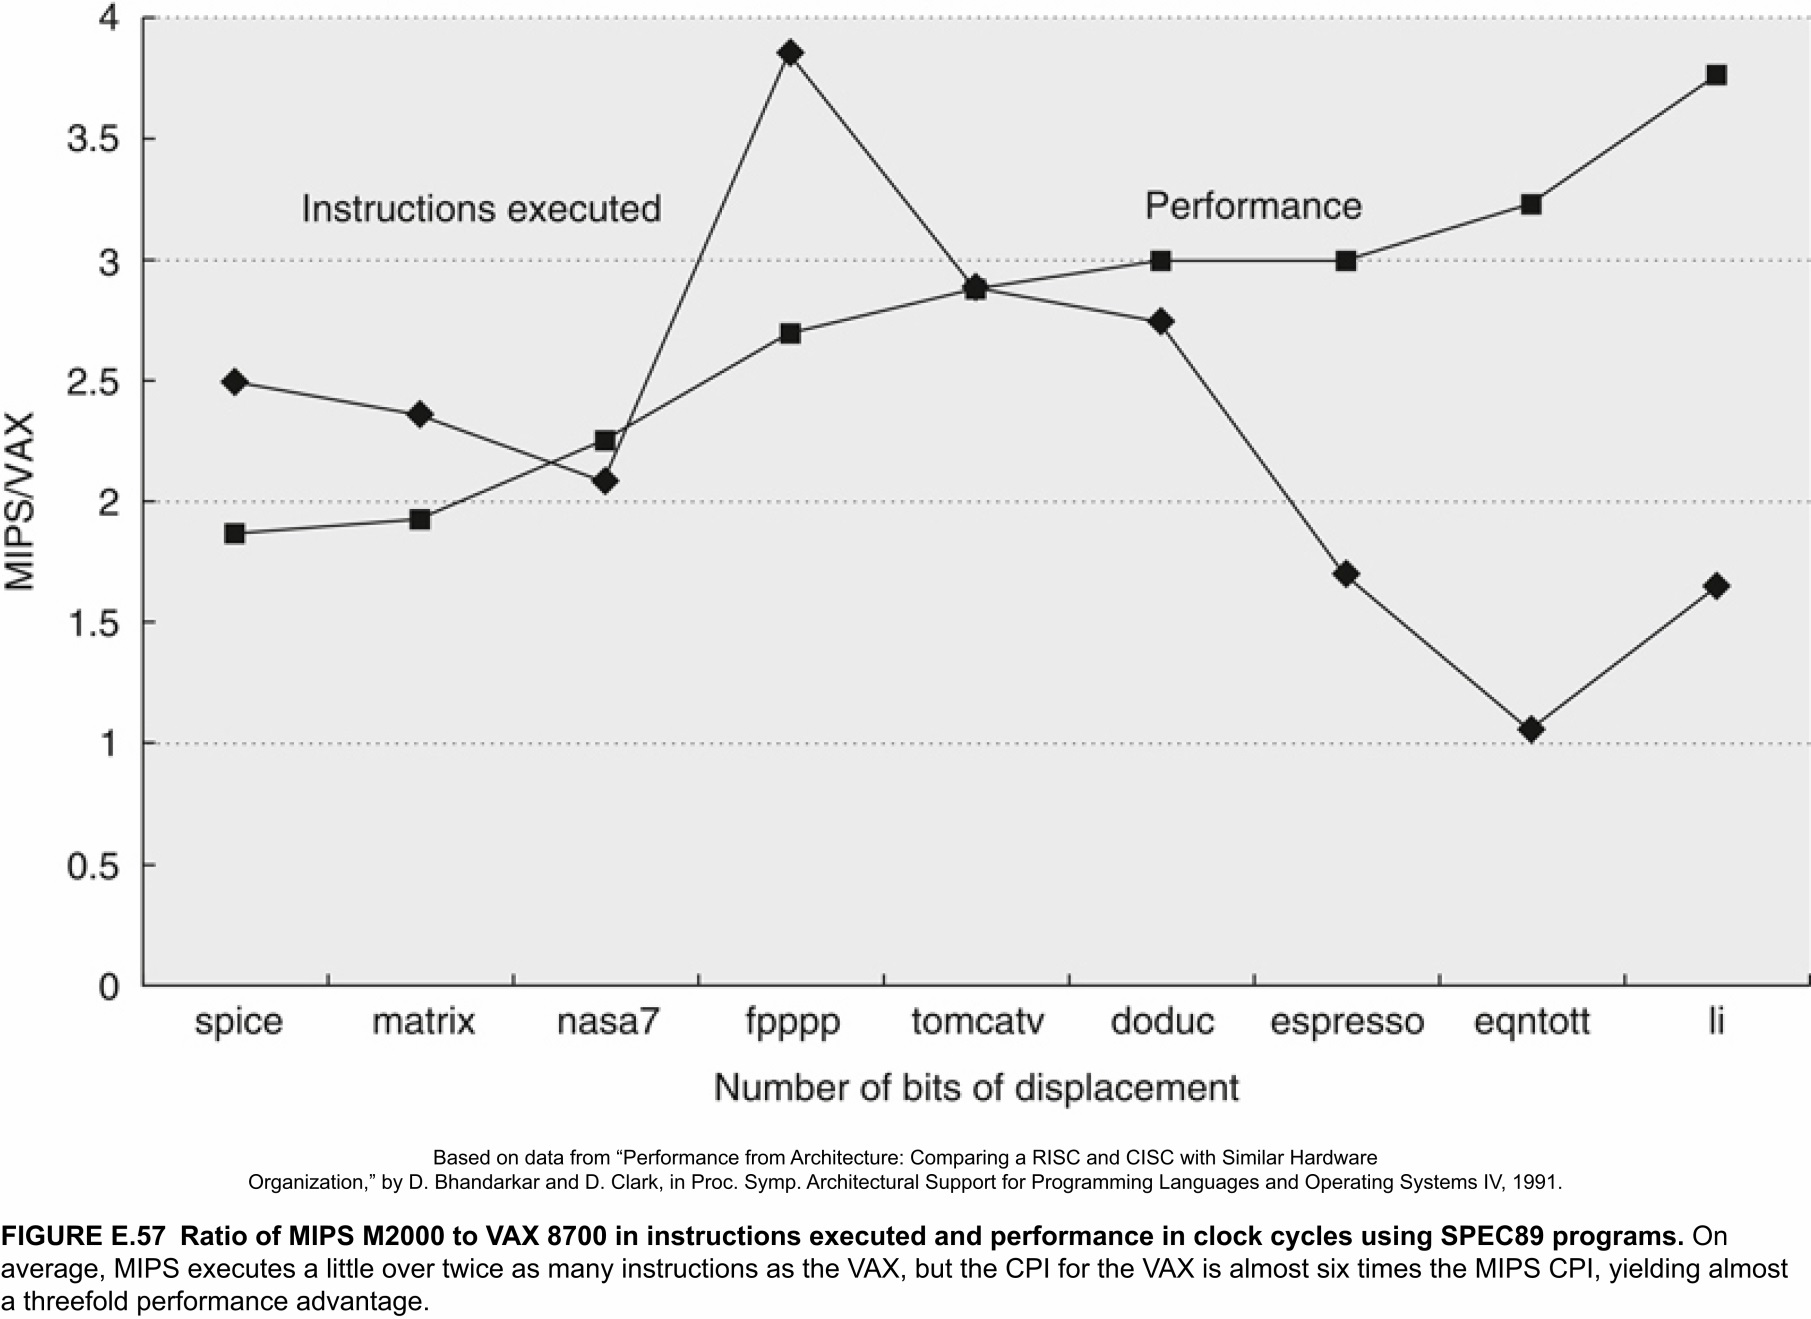 4
3.5
Instructions executed
Performance
3
2.5
MIPS/VAX
2
1.5
1
0.5
0
spice matrix nasa7 fpppp tomcatv doduc espresso eqntott li
Number of bits of displacement
Based on data from “Performance from Architecture: Comparing a RISC and CISC with Similar Hardware
Organization,” by D. Bhandarkar and D. Clark, in Proc. Symp. Architectural Support for Programming Languages and Operating Systems IV, 1991.
FIGURE E.57 Ratio of MIPS M2000 to VAX 8700 in instructions executed and performance in clock cycles using SPEC89 programs. On
average, MIPS executes a little over twice as many instructions as the VAX, but the CPI for the VAX is almost six times the MIPS CPI, yielding almost
a threefold performance advantage.